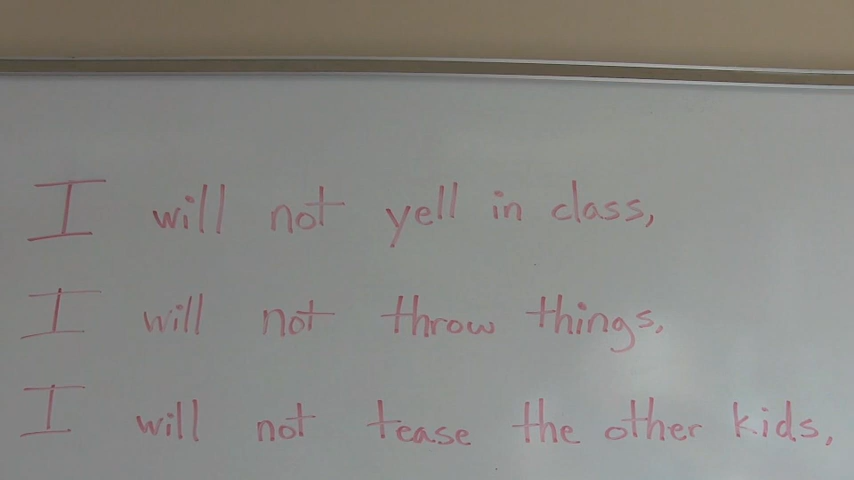 I will not yell in class,
I will not throw things,
I will not tease the other kids,